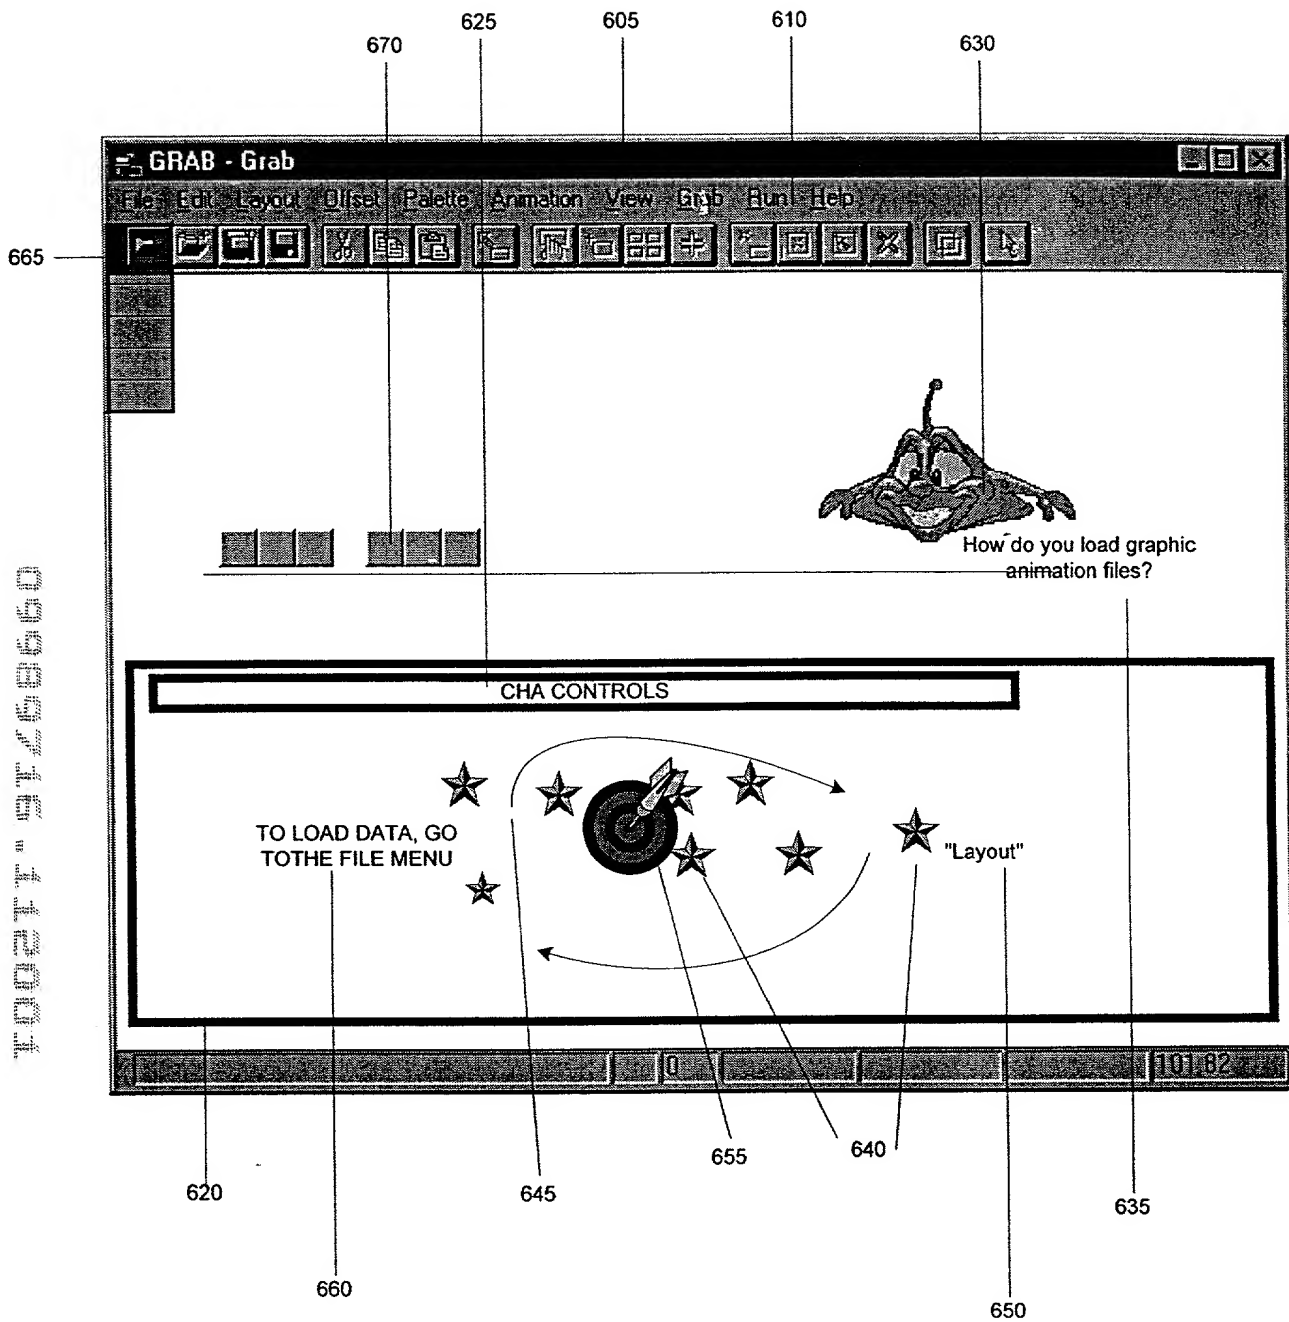 625
605
610
670
630
GRAB - Grab
File Edit Layout Offset Palette Animation View Grab Run Help
665
How do you load graphic
animation files?
CHA CONTROLS
TO LOAD DATA, GO
TOTHE FILE MENU
"Layout"
0
101,82
655
640
620
645
635
660
650
09989716.112001